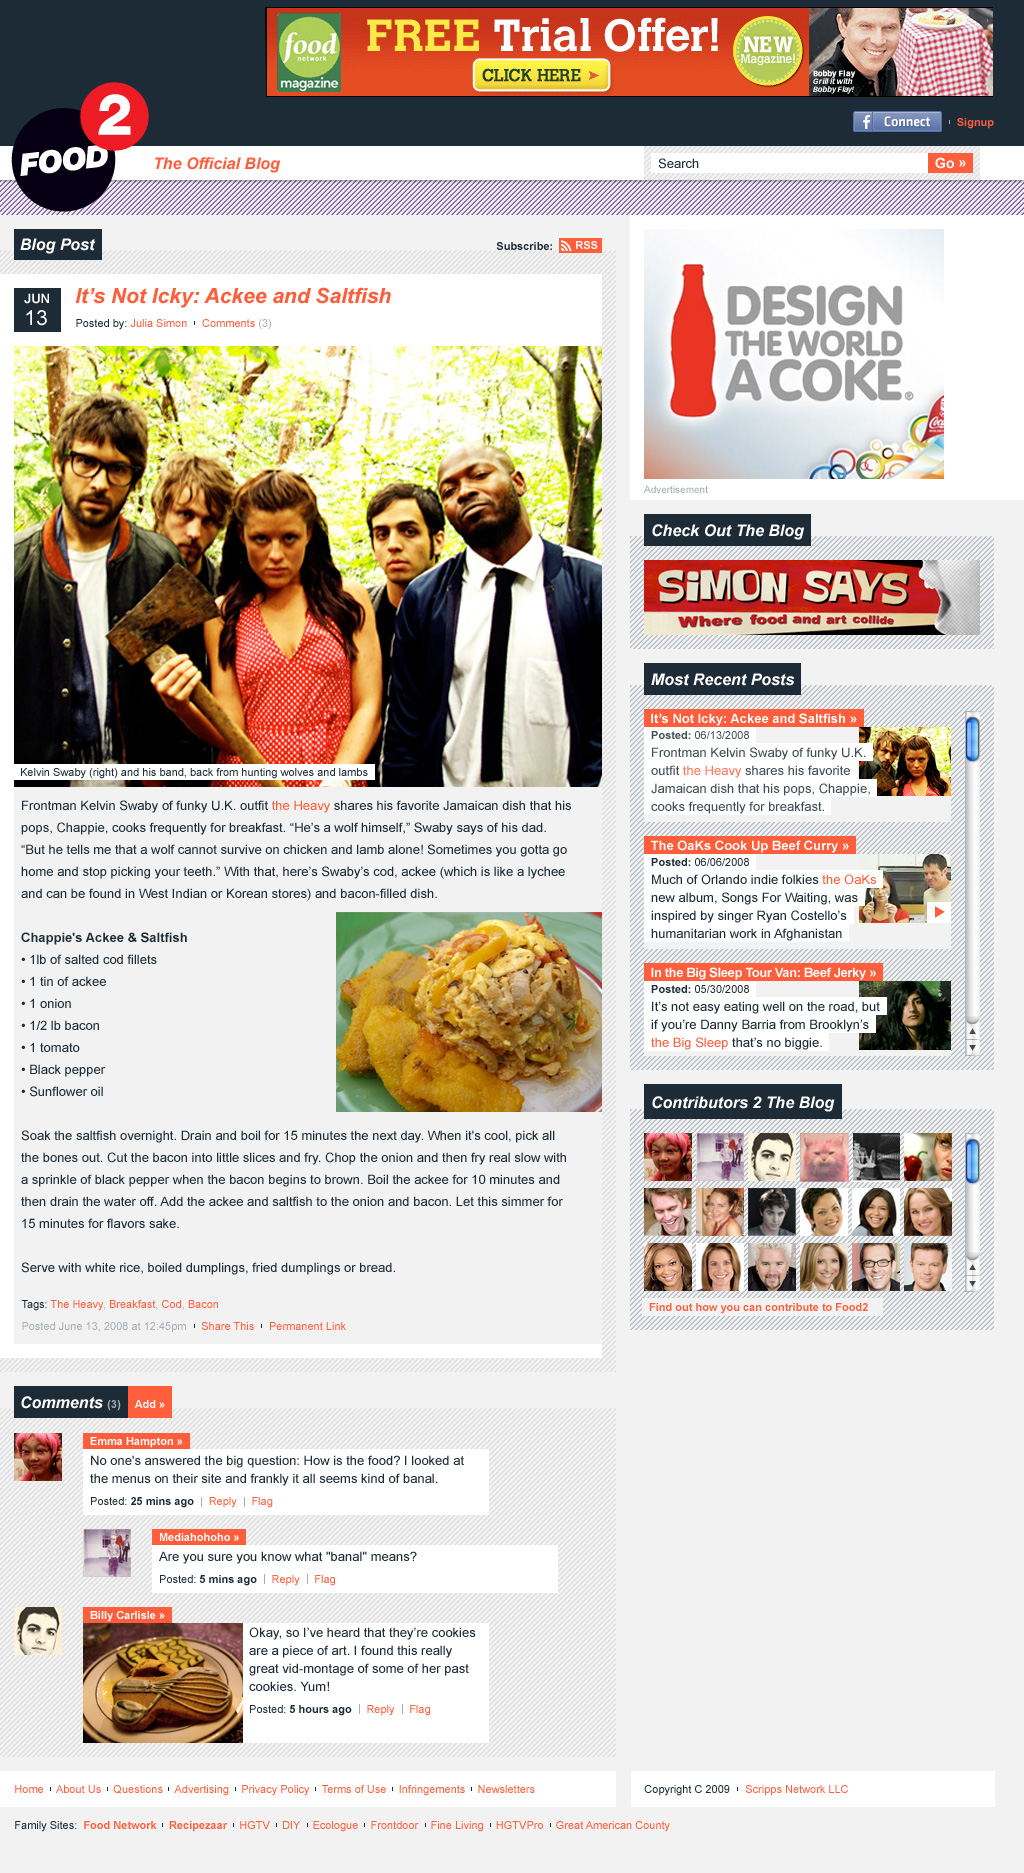 food
network
magazine
FREE Trial Offer!
CLICK HERE ►
NEW
Magazine!
Bobby Flay
Grill it with
Bobby Flay!
f Connect
Signup
FOOD 2
The Official Blog
Search
Go »
Blog Post
Subscribe: RSS
JUN
13
It's Not Icky: Ackee and Saltfish
Posted by: Julia Simon Comments (3)
Kelvin Swaby (right) and his band, back from hunting wolves and lambs
Frontman Kelvin Swaby of funky U.K. outfit the Heavy shares his favorite Jamaican dish that his
pops, Chappie, cooks frequently for breakfast. “He's a wolf himself,” Swaby says of his dad.
“But he tells me that a wolf cannot survive on chicken and lamb alone! Sometimes you gotta go
home and stop picking your teeth.” With that, here's Swaby's cod, ackee (which is like a lychee
and can be found in West Indian or Korean stores) and bacon-filled dish.
Chappie's Ackee & Saltfish
• 1lb of salted cod fillets
• 1 tin of ackee
• 1 onion
• 1/2 lb bacon
• 1 tomato
• Black pepper
• Sunflower oil
Soak the saltfish overnight. Drain and boil for 15 minutes the next day. When it's cool, pick all
the bones out. Cut the bacon into little slices and fry. Chop the onion and then fry real slow with
a sprinkle of black pepper when the bacon begins to brown. Boil the ackee for 10 minutes and
then drain the water off. Add the ackee and saltfish to the onion and bacon. Let this simmer for
15 minutes for flavors sake.
Serve with white rice, boiled dumplings, fried dumplings or bread.
Tags: The Heavy, Breakfast, Cod, Bacon
Posted June 13, 2008 at 12:45pm Share This Permanent Link
Comments (3) Add »
Emma Hampton »
No one's answered the big question: How is the food? I looked at
the menus on their site and frankly it all seems kind of banal.
Posted: 25 mins ago | Reply | Flag
Mediahohoho »
Are you sure you know what "banal" means?
Posted: 5 mins ago | Reply | Flag
Billy Carlisle »
Okay, so I've heard that they're cookies
are a piece of art. I found this really
great vid-montage of some of her past
cookies. Yum!
Posted: 5 hours ago | Reply | Flag
DESIGN
THE WORLD
A COKE®
Coca-Cola
Advertisement
Check Out The Blog
SiMON SAYS
Where food and art collide
Most Recent Posts
It's Not Icky: Ackee and Saltfish »
Posted: 06/13/2008
Frontman Kelvin Swaby of funky U.K.
outfit the Heavy shares his favorite
Jamaican dish that his pops, Chappie,
cooks frequently for breakfast.
The OaKs Cook Up Beef Curry »
Posted: 06/06/2008
Much of Orlando indie folkies the OaKs
new album, Songs For Waiting, was
inspired by singer Ryan Costello's
humanitarian work in Afghanistan
In the Big Sleep Tour Van: Beef Jerky »
Posted: 05/30/2008
It's not easy eating well on the road, but
if you're Danny Barria from Brooklyn's
the Big Sleep that's no biggie.
Contributors 2 The Blog
Find out how you can contribute to Food2
Home About Us Questions Advertising Privacy Policy Terms of Use Infringements Newsletters
Copyright C 2009 Scripps Network LLC
Family Sites: Food Network Recipezaar HGTV DIY Ecologue Frontdoor Fine Living HGTVPro Great American County